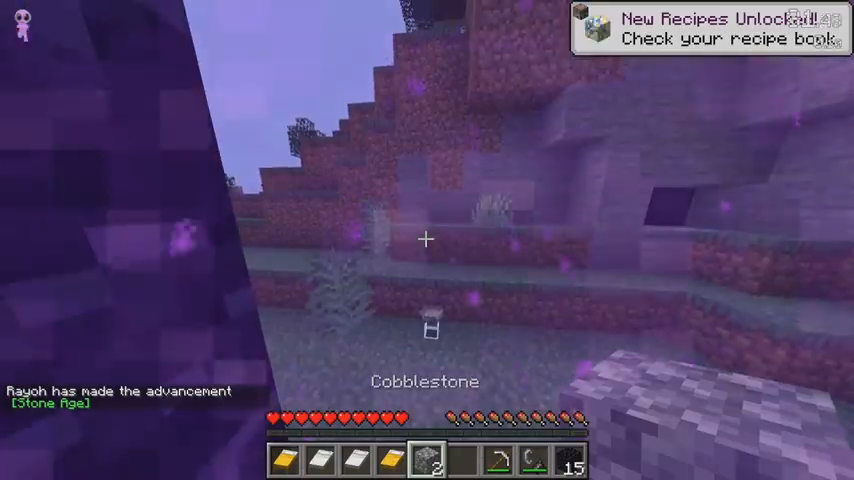 New Recipes Unlocked!
Check your recipe book
Cobblestone
Rayoh has made the advancement
[Stone Age]
2
15